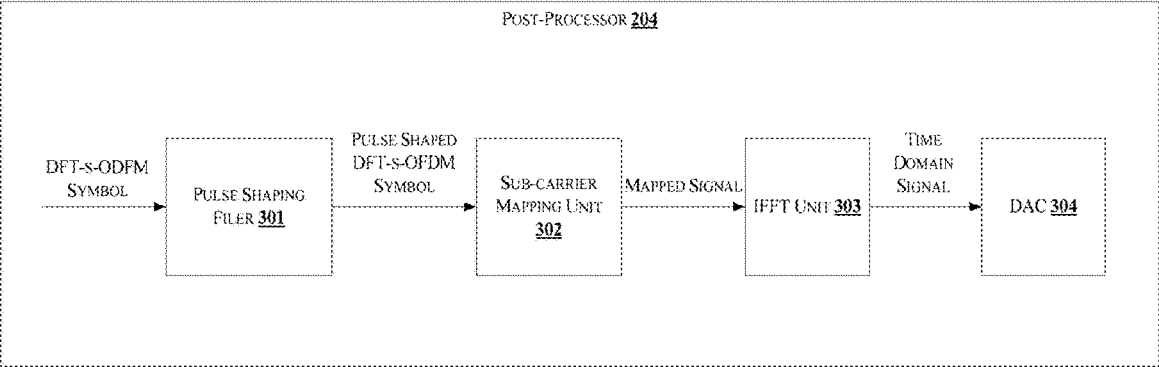 POST-PROCESSOR 204
DFT-S-ODFM
SYMBOL
PULSE SHAPING
FILER 301
PULSE SHAPED
DFT-S-OFDM
SYMBOL
SUB-CARRIER
MAPPING UNIT
302
MAPPED SIGNAL
IFFT UNIT 303
TIME
DOMAIN
SIGNAL
DAC 304